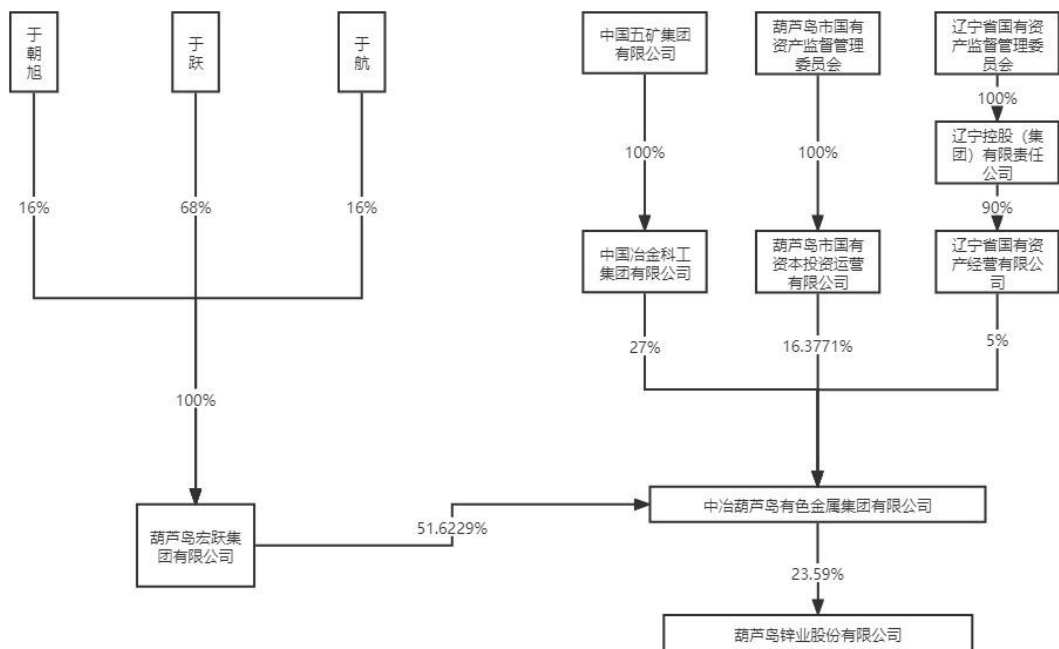 于
朝
旭
于
跃
于
航
中国五矿集团
有限公司
葫芦岛市国有
资产监督管理
委员会
辽宁省国有资
产监督管理委
员会
100%
辽宁控股（集
团）有限责任
公司
100%
100%
90%
16%
68%
16%
中国冶金科工
集团有限公司
葫芦岛市国有
资本投资运营
有限公司
辽宁省国有资
产经营有限公
司
27%
16.3771%
5%
100%
中冶葫芦岛有色金属集团有限公司
葫芦岛宏跃集
团有限公司
51.6229%
23.59%
葫芦岛锌业股份有限公司